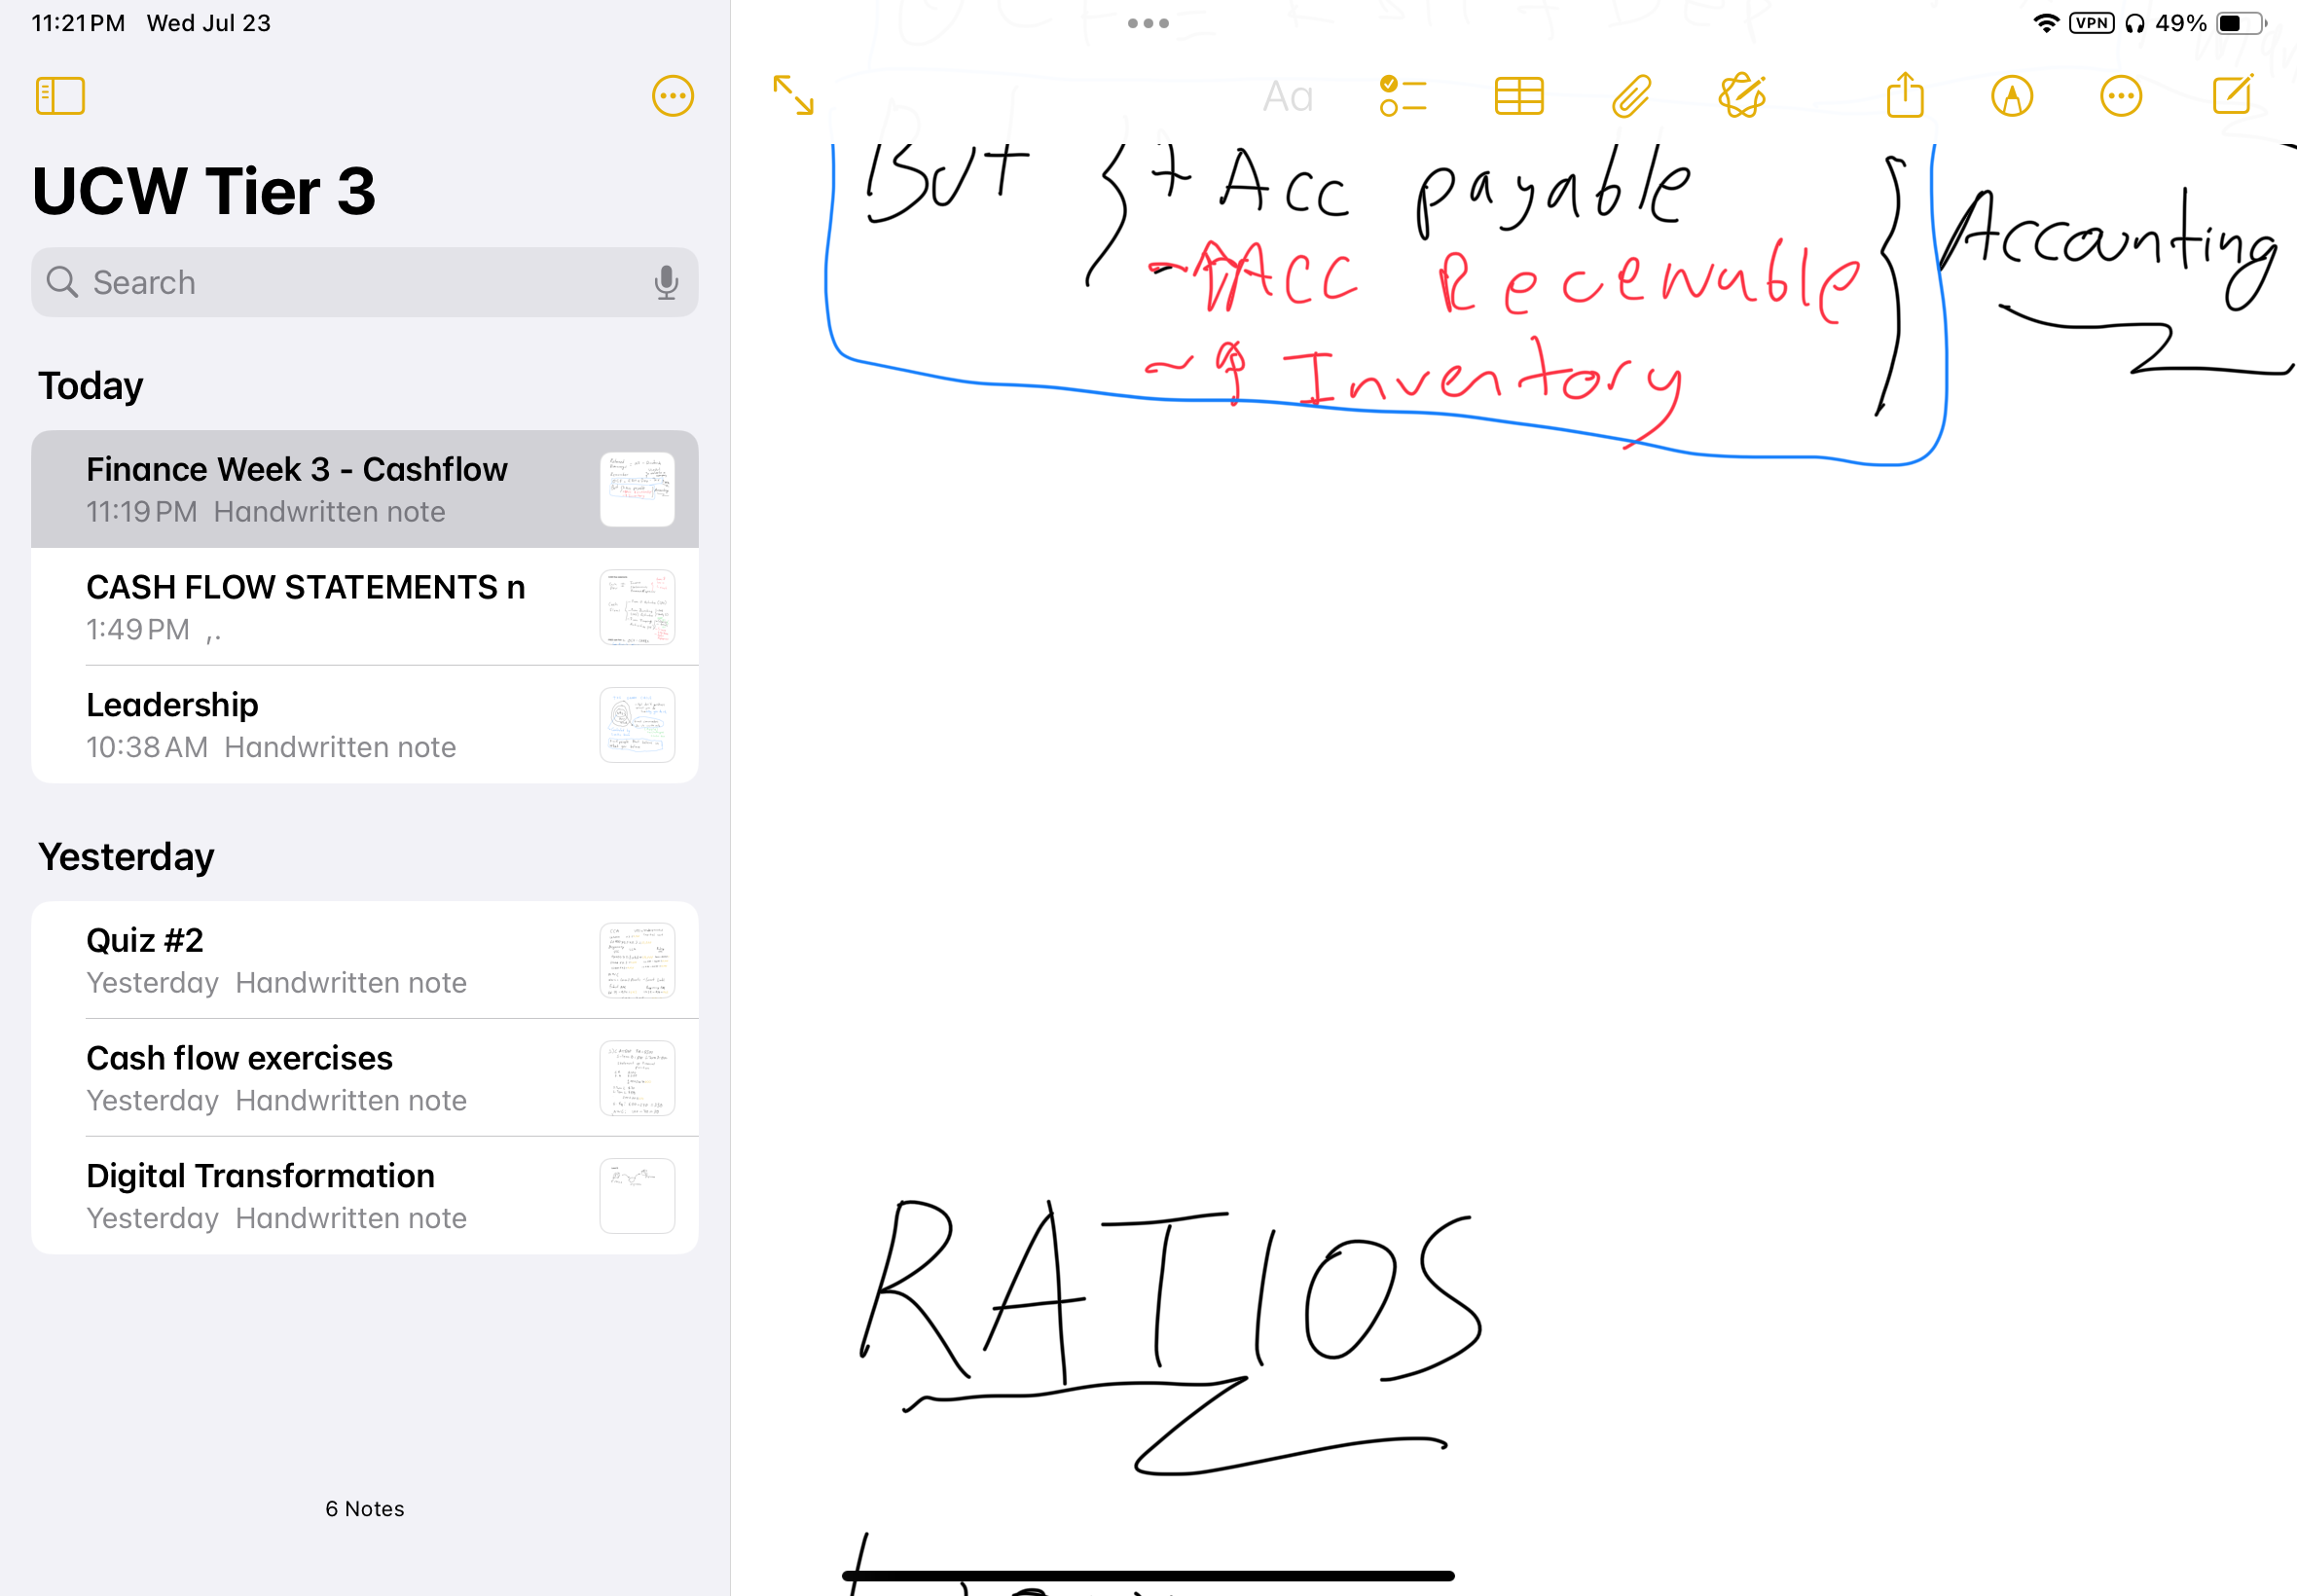 11:21 PM Wed Jul 23
VPN 49%
UCW Tier 3
Search
Today
Finance Week 3 - Cashflow
11:19 PM Handwritten note
CASH FLOW STATEMENTS n
1:49 PM ,.
Leadership
10:38 AM Handwritten note
Yesterday
Quiz #2
Yesterday Handwritten note
Cash flow exercises
Yesterday Handwritten note
Digital Transformation
Yesterday Handwritten note
6 Notes
Aa
But { + Acc payable } Accounting
- ↑ Acc Receivable
- ↑ Inventory
RATIOS